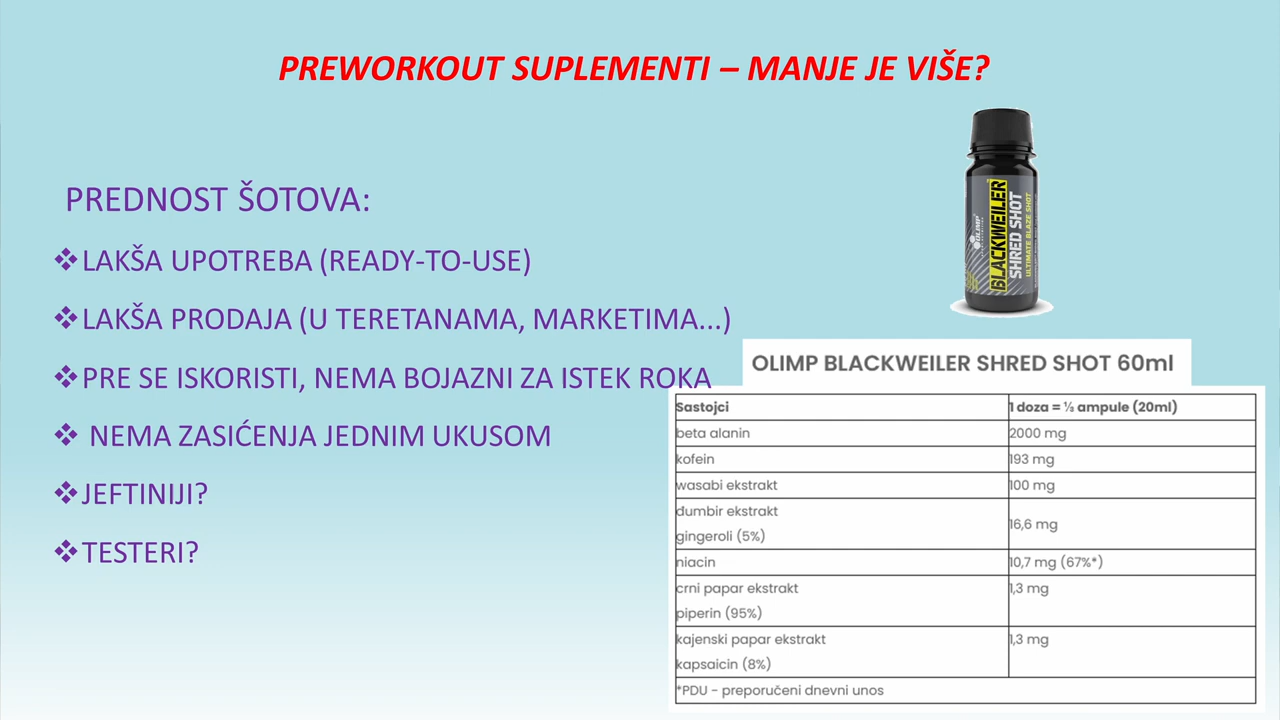 PREWORKOUT SUPLEMENTI – MANJE JE VIŠE?
PREDNOST ŠOTOVA:
❖LAKŠA UPOTREBA (READY-TO-USE)
❖LAKŠA PRODAJA (U TERETANAMA, MARKETIMA...)
❖PRE SE ISKORISTI, NEMA BOJAZNI ZA ISTEK ROKA
❖ NEMA ZASIĆENJA JEDNIM UKUSOM
❖JEFTINIJI?
❖TESTERI?
OLIMP
BLACKWEILER
SHRED SHOT
ULTIMATE BLAZE SHOT
OLIMP BLACKWEILER SHRED SHOT 60ml
Sastojci 1 doza = ⅓ ampule (20ml)
beta alanin 2000 mg
kofein 193 mg
wasabi ekstrakt 100 mg
đumbir ekstrakt
gingeroli (5%) 16,6 mg
niacin 10,7 mg (67%*)
crni papar ekstrakt 1,3 mg
piperin (95%)
kajenski papar ekstrakt 1,3 mg
kapsaicin (8%)
*PDU - preporučeni dnevni unos